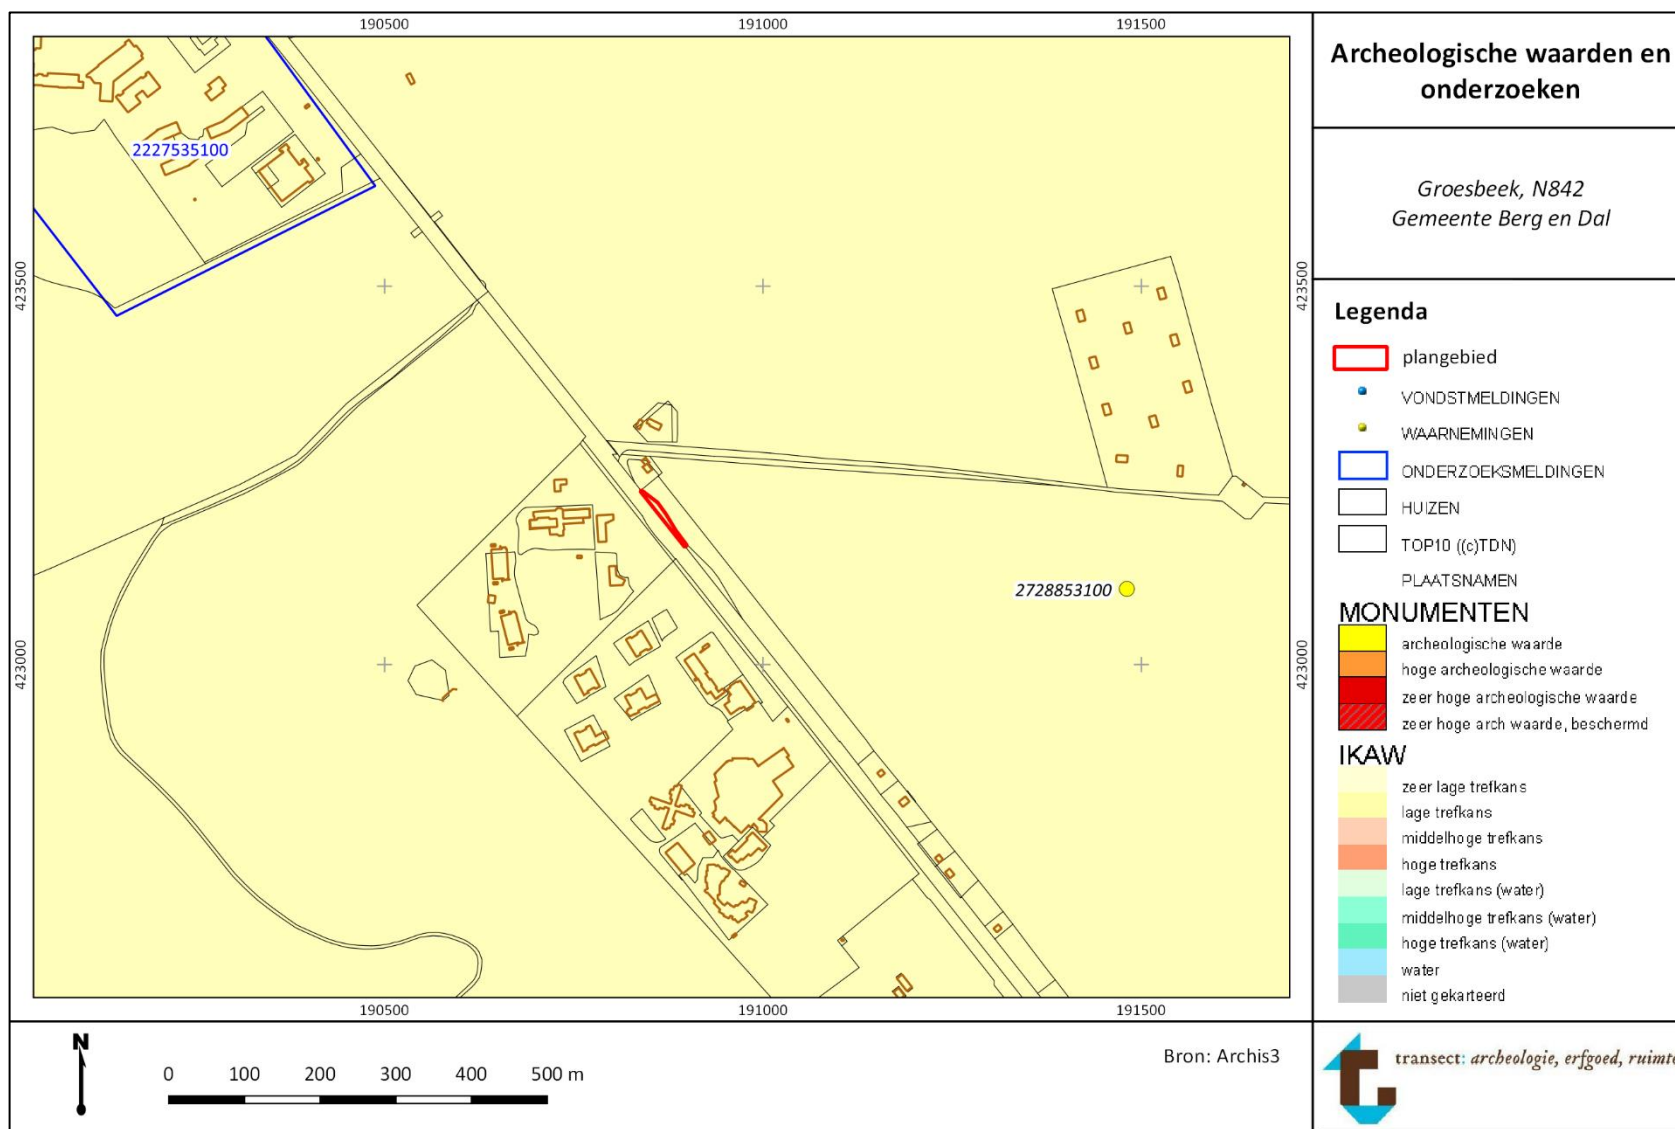 190500
191000
191500
2227535100
423500
423500
2728853100
423000
423000
190500
191000
191500
Archeologische waarden en
onderzoeken
Groesbeek, N842
Gemeente Berg en Dal
Legenda
plangebied
VONDSTMELDINGEN
WAARNEMINGEN
ONDERZOEKSMELDINGEN
HUIZEN
TOP10 ((c)TDN)
PLAATSNAMEN
MONUMENTEN
archeologische waarde
hoge archeologische waarde
zeer hoge archeologische waarde
zeer hoge arch waarde, beschermd
IKAW
zeer lage trefkans
lage trefkans
middelhoge trefkans
hoge trefkans
lage trefkans (water)
middelhoge trefkans (water)
hoge trefkans (water)
water
niet gekarteerd
N
0 100 200 300 400 500 m
Bron: Archis3
transect: archeologie, erfgoed, ruimte